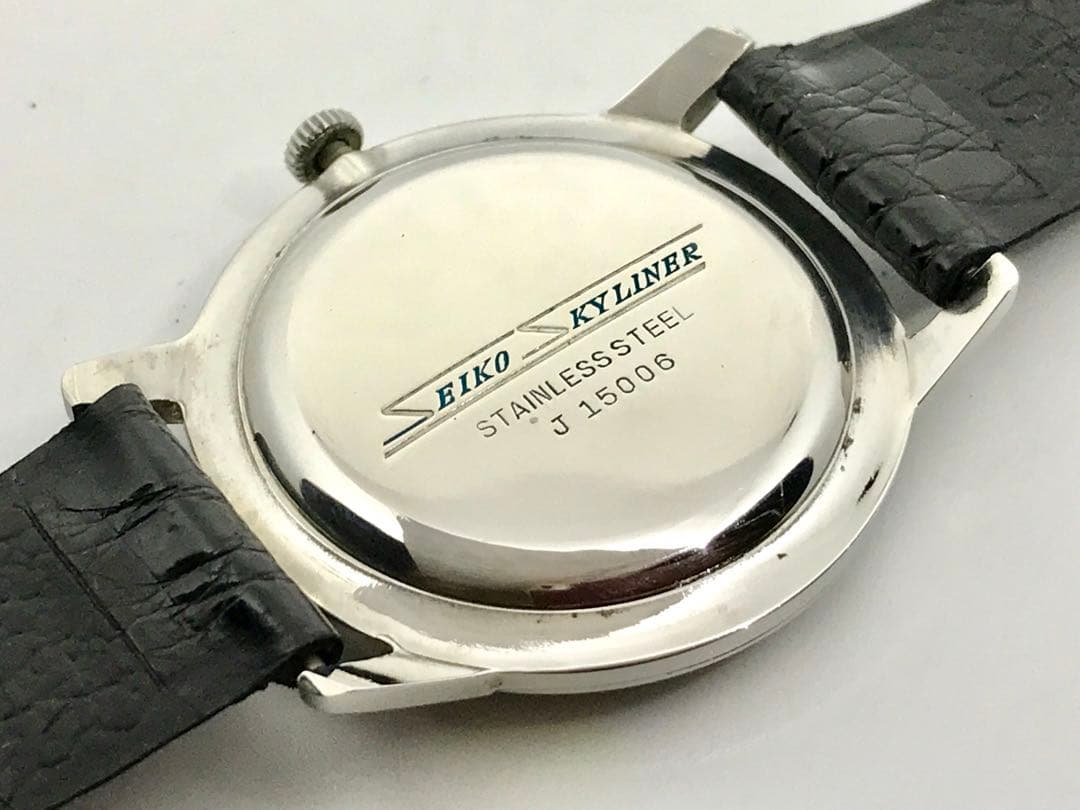 SEIKO SKYLINER
STAINLESS STEEL
J 15006